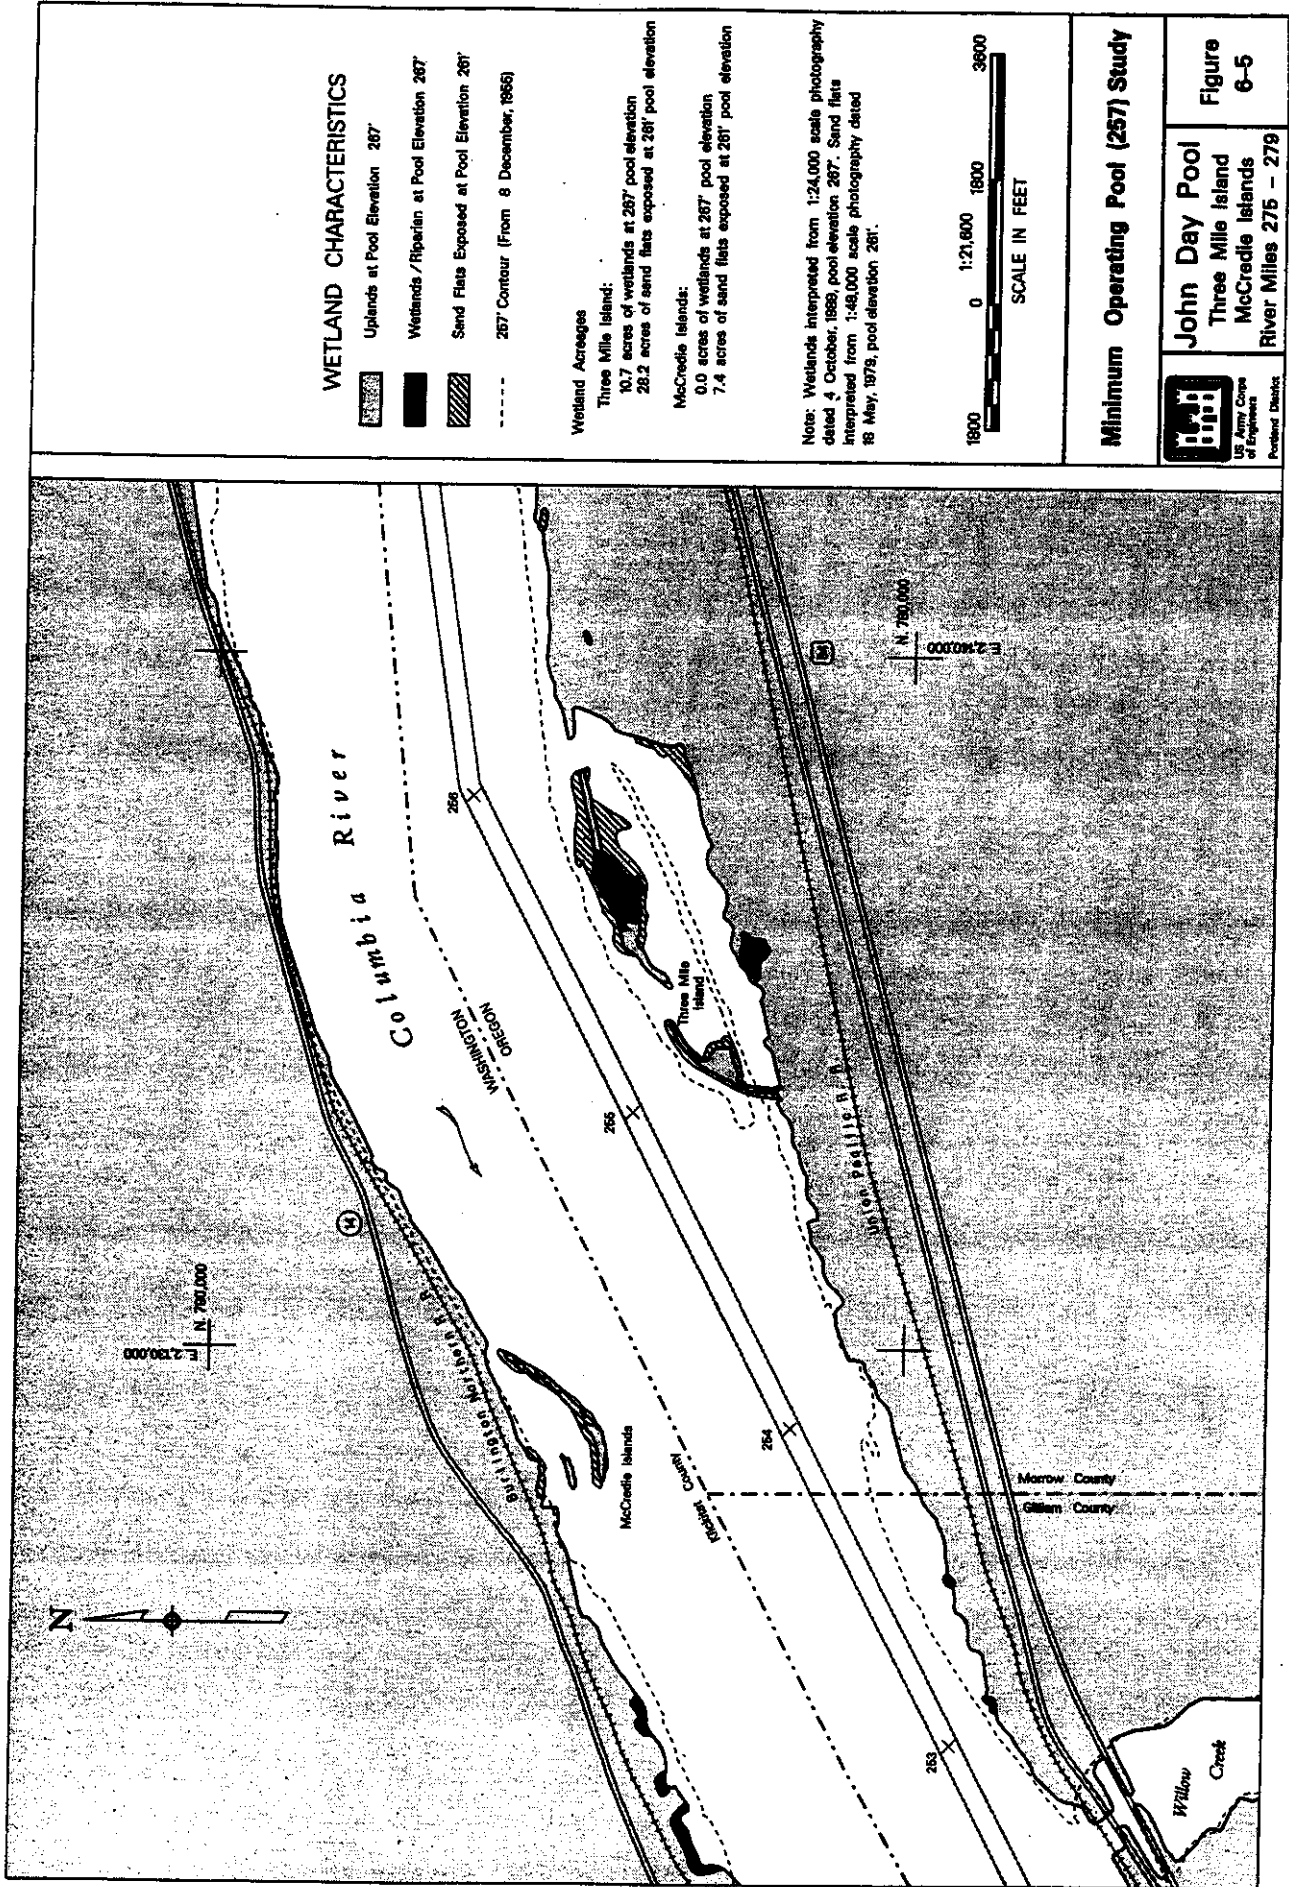 WETLAND CHARACTERISTICS
Uplands at Pool Elevation 267'
Wetlands / Riparian at Pool Elevation 267'
Sand Flats Exposed at Pool Elevation 261'
257' Contour (From 8 December, 1966)
Wetland Acreages
Three Mile Island:
10.7 acres of wetlands at 267' pool elevation
28.2 acres of sand flats exposed at 261' pool elevation
McCredie Islands:
0.0 acres of wetlands at 267' pool elevation
7.4 acres of sand flats exposed at 261' pool elevation
Note: Wetlands interpreted from 1:24,000 scale photography
dated 4 October, 1989, pool elevation 267'. Sand flats
interpreted from 1:48,000 scale photography dated
18 May, 1979, pool elevation 261'.
1:21,600
1800 0 1800 3600
SCALE IN FEET
Minimum Operating Pool (257) Study
US Army Corps
of Engineers
Portland District
John Day Pool
Three Mile Island
McCredie Islands
River Miles 275 – 279
Figure
6–5
N
E 2,130,000
N 780,000
14
Burlington Northern R. R.
Columbia River
WASHINGTON
OREGON
McCredie Islands
Klickitat County
266
265
264
263
Three Mile
Island
Union Pacific R. R.
84
N 760,000
E 2,140,000
Morrow County
Gilliam County
Willow
Creek